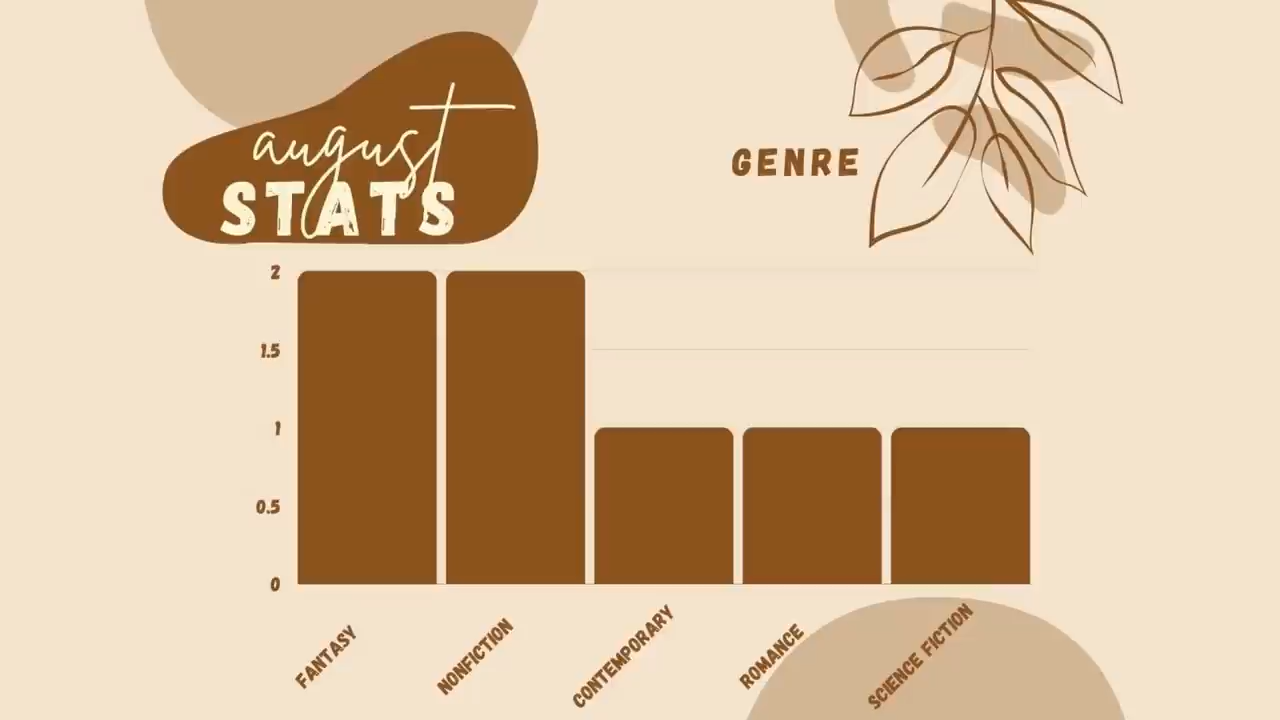 august
STATS
GENRE
2
1.5
1
0.5
0
FANTASY
NONFICTION
CONTEMPORARY
ROMANCE
SCIENCE FICTION